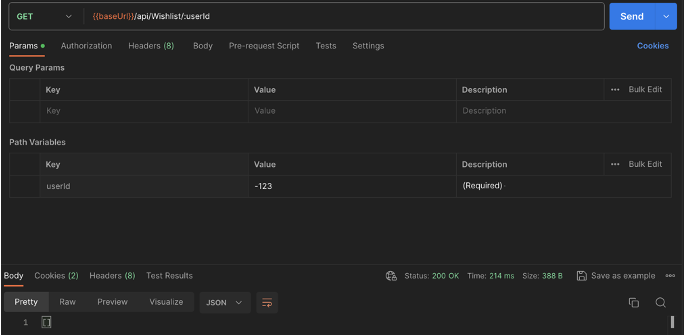 GET {{baseUrl}}/api/Wishlist/:userId Send
Params Authorization Headers (8) Body Pre-request Script Tests Settings Cookies
Query Params
Key Value Description ••• Bulk Edit
Key Value Description
Path Variables
Key Value Description ••• Bulk Edit
userId -123 (Required)
Body Cookies (2) Headers (8) Test Results Status: 200 OK Time: 214 ms Size: 388 B Save as example
Pretty Raw Preview Visualize JSON
1 []